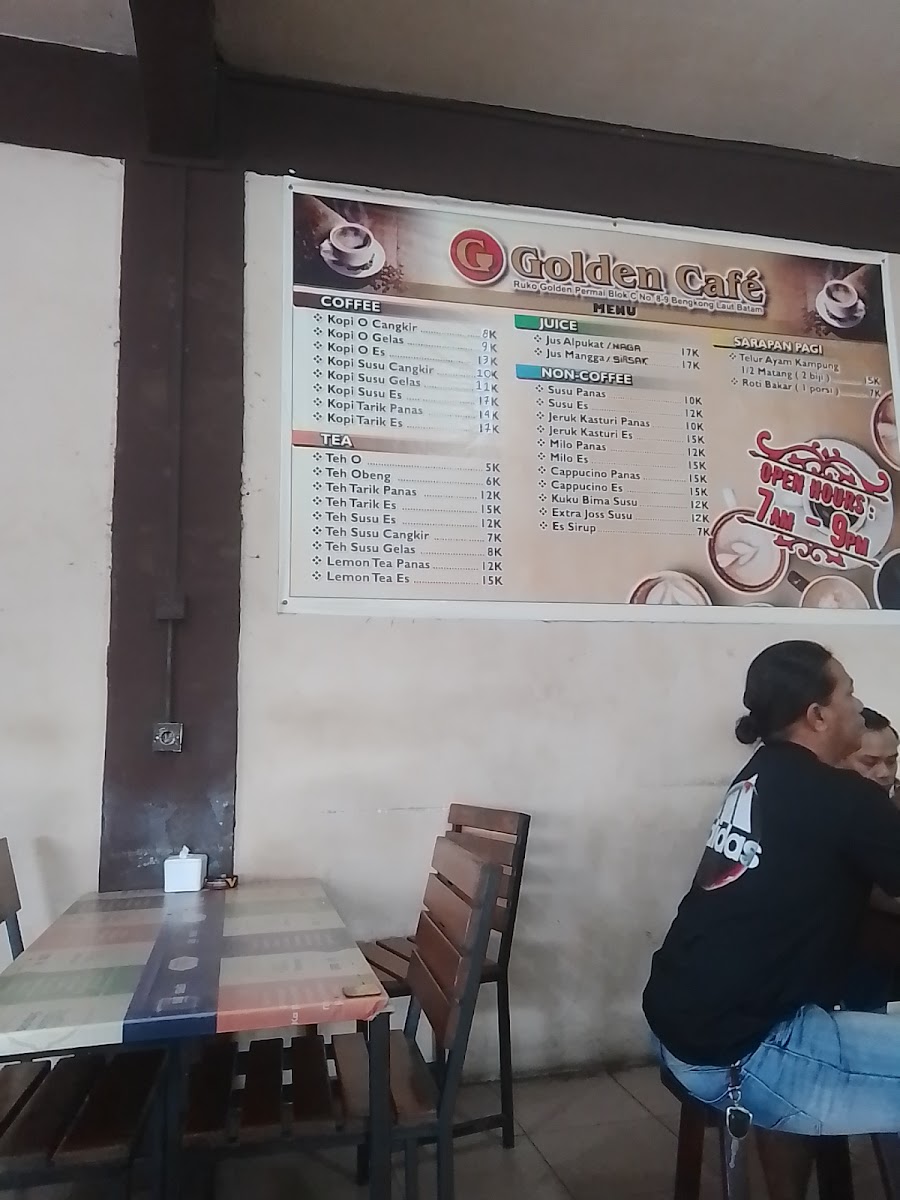 G Golden Café
Ruko Golden Permai Blok C No. 8-9 Bengkong Laut Batam
MENU
COFFEE
Kopi O Cangkir 8K
Kopi O Gelas 9K
Kopi O Es 13K
Kopi Susu Cangkir 10K
Kopi Susu Gelas 11K
Kopi Susu Es 17K
Kopi Tarik Panas 14K
Kopi Tarik Es 17K
TEA
Teh O 5K
Teh Obeng 6K
Teh Tarik Panas 12K
Teh Tarik Es 15K
Teh Susu Es 12K
Teh Susu Cangkir 7K
Teh Susu Gelas 8K
Lemon Tea Panas 12K
Lemon Tea Es 15K
JUICE
Jus Alpukat / NAGA 17K
Jus Mangga / SIRSAK 17K
NON-COFFEE
Susu Panas 10K
Susu Es 12K
Jeruk Kasturi Panas 10K
Jeruk Kasturi Es 15K
Milo Panas 12K
Milo Es 15K
Cappucino Panas 15K
Cappucino Es 15K
Kuku Bima Susu 12K
Extra Joss Susu 12K
Es Sirup 7K
SARAPAN PAGI
Telur Ayam Kampung
1/2 Matang ( 2 biji ) 15K
Roti Bakar ( 1 porsi ) 7K
OPEN HOURS :
7AM - 9PM
adidas